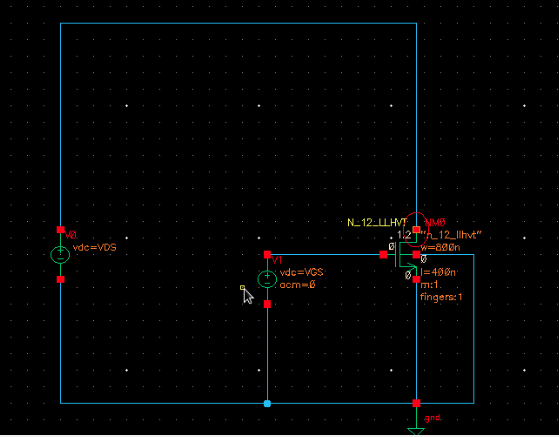 N_12_LLHVT
NM0
1.2
"n_12_llhvt"
V0
vdc=VDS
0
w=800n
0
V1
vdc=VGS
acm=0
0
l=400n
m:1
fingers:1
gnd